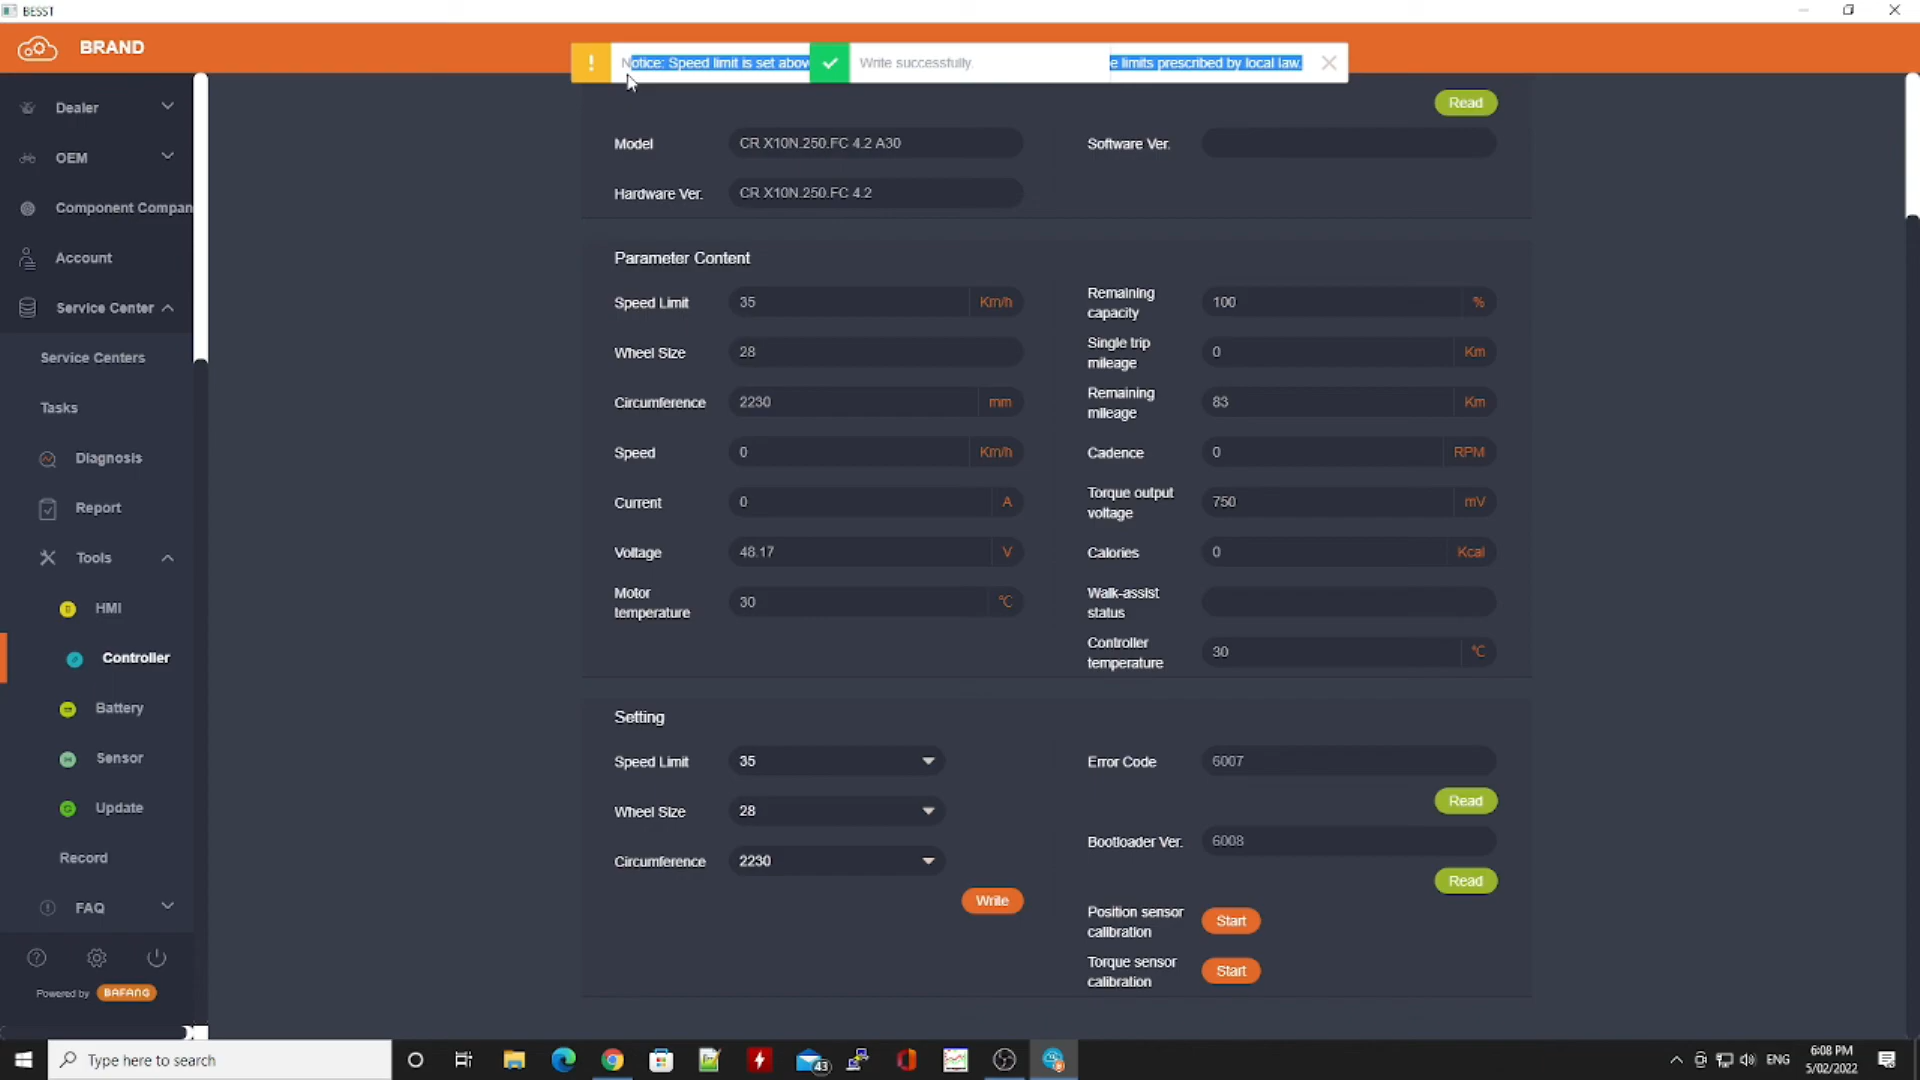 BESST
BRAND
Notice: Speed limit is set abov
Write successfully.
e limits prescribed by local law.
Dealer
OEM
Component Compan
Account
Service Center
Service Centers
Tasks
Diagnosis
Report
Tools
HMI
Controller
Battery
Sensor
Update
Record
FAQ
Powered by BAFANG
Read
Model CR X10N.250.FC 4.2 A30
Software Ver.
Hardware Ver. CR X10N.250.FC 4.2
Parameter Content
Speed Limit 35 Km/h
Wheel Size 28
Circumference 2230 mm
Speed 0 Km/h
Current 0 A
Voltage 48.17 V
Motor temperature 30 °C
Remaining capacity 100 %
Single trip mileage 0 Km
Remaining mileage 83 Km
Cadence 0 RPM
Torque output voltage 750 mV
Calories 0 Kcal
Walk-assist status
Controller temperature 30 °C
Setting
Speed Limit 35
Wheel Size 28
Circumference 2230
Write
Error Code 6007
Read
Bootloader Ver. 6008
Read
Position sensor calibration Start
Torque sensor calibration Start
Type here to search
43
ENG
6:08 PM
5/02/2022